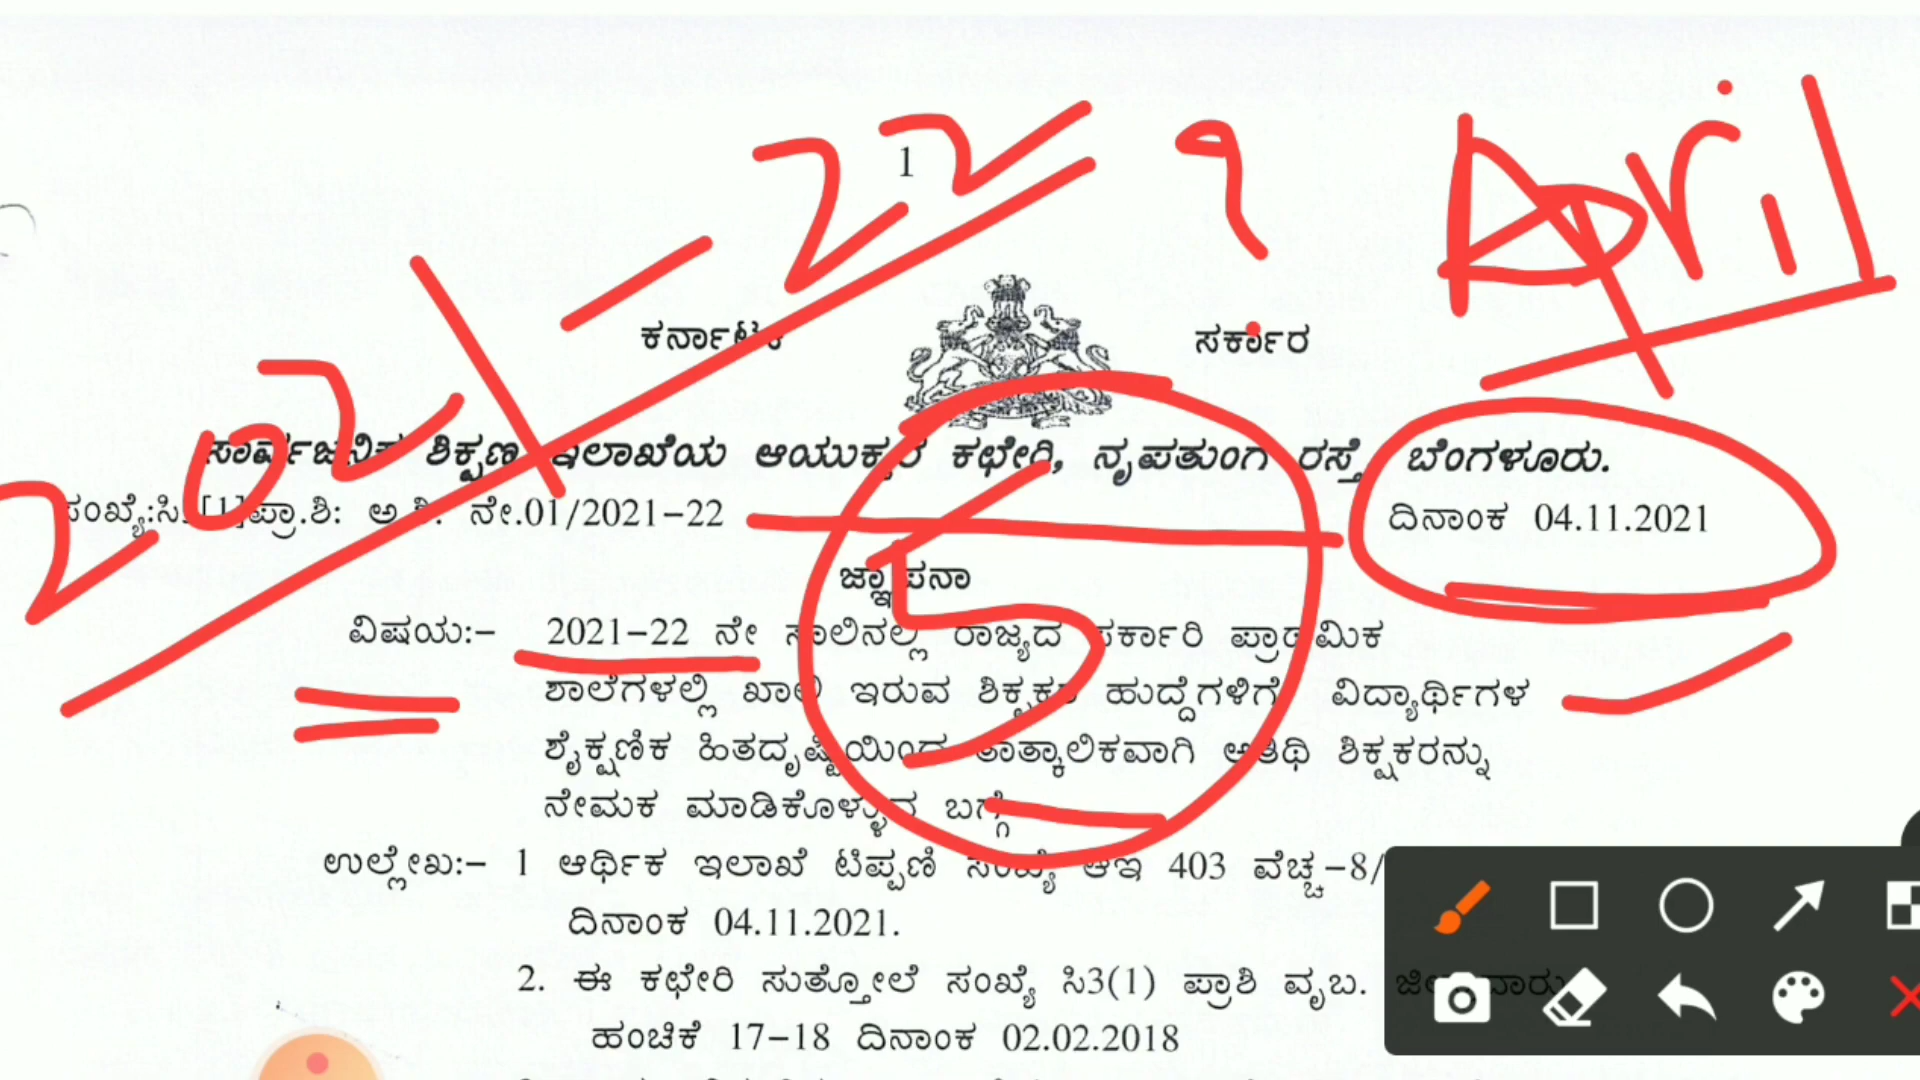 2021-22 ? April
1
ಕರ್ನಾಟಕ ಸರ್ಕಾರ
ಸಾರ್ವಜನಿಕ ಶಿಕ್ಷಣ ಇಲಾಖೆಯ ಆಯುಕ್ತರ ಕಛೇರಿ, ನೃಪತುಂಗ ರಸ್ತೆ, ಬೆಂಗಳೂರು.
ನೇ.01/2021-22 ದಿನಾಂಕ 04.11.2021
ಜ್ಞಾಪನಾ
5
ವಿಷಯ:- 2021-22 ನೇ ಸಾಲಿನಲ್ಲಿ ರಾಜ್ಯದ ಸರ್ಕಾರಿ ಪ್ರಾಥಮಿಕ
ಶಾಲೆಗಳಲ್ಲಿ ಖಾಲಿ ಇರುವ ಶಿಕ್ಷಕರ ಹುದ್ದೆಗಳಿಗೆ ವಿದ್ಯಾರ್ಥಿಗಳ
ಶೈಕ್ಷಣಿಕ ಹಿತದೃಷ್ಟಿಯಿಂದ ತಾತ್ಕಾಲಿಕವಾಗಿ ಅತಿಥಿ ಶಿಕ್ಷಕರನ್ನು
ನೇಮಕ ಮಾಡಿಕೊಳ್ಳುವ ಬಗ್ಗೆ
ಉಲ್ಲೇಖ:- 1 ಆರ್ಥಿಕ ಇಲಾಖೆ ಟಿಪ್ಪಣಿ ಸಂಖ್ಯೆ ಆಇ 403 ವೆಚ್ಚ-8/
ದಿನಾಂಕ 04.11.2021.
2. ಈ ಕಛೇರಿ ಸುತ್ತೋಲೆ ಸಂಖ್ಯೆ ಸಿ3(1) ಪ್ರಾಶಿ ವೃಬ.
ಹಂಚಿಕೆ 17-18 ದಿನಾಂಕ 02.02.2018